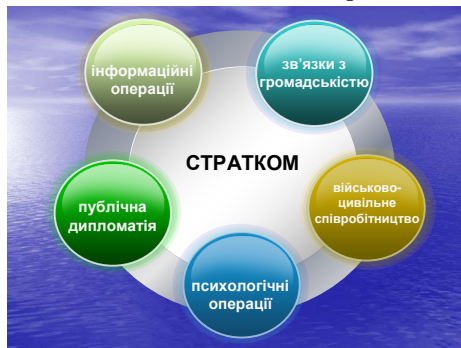 інформаційні
операції
зв'язки з
громадськістю
СТРАТКОМ
військово-
цивільне
співробітництво
публічна
дипломатія
психологічні
операції